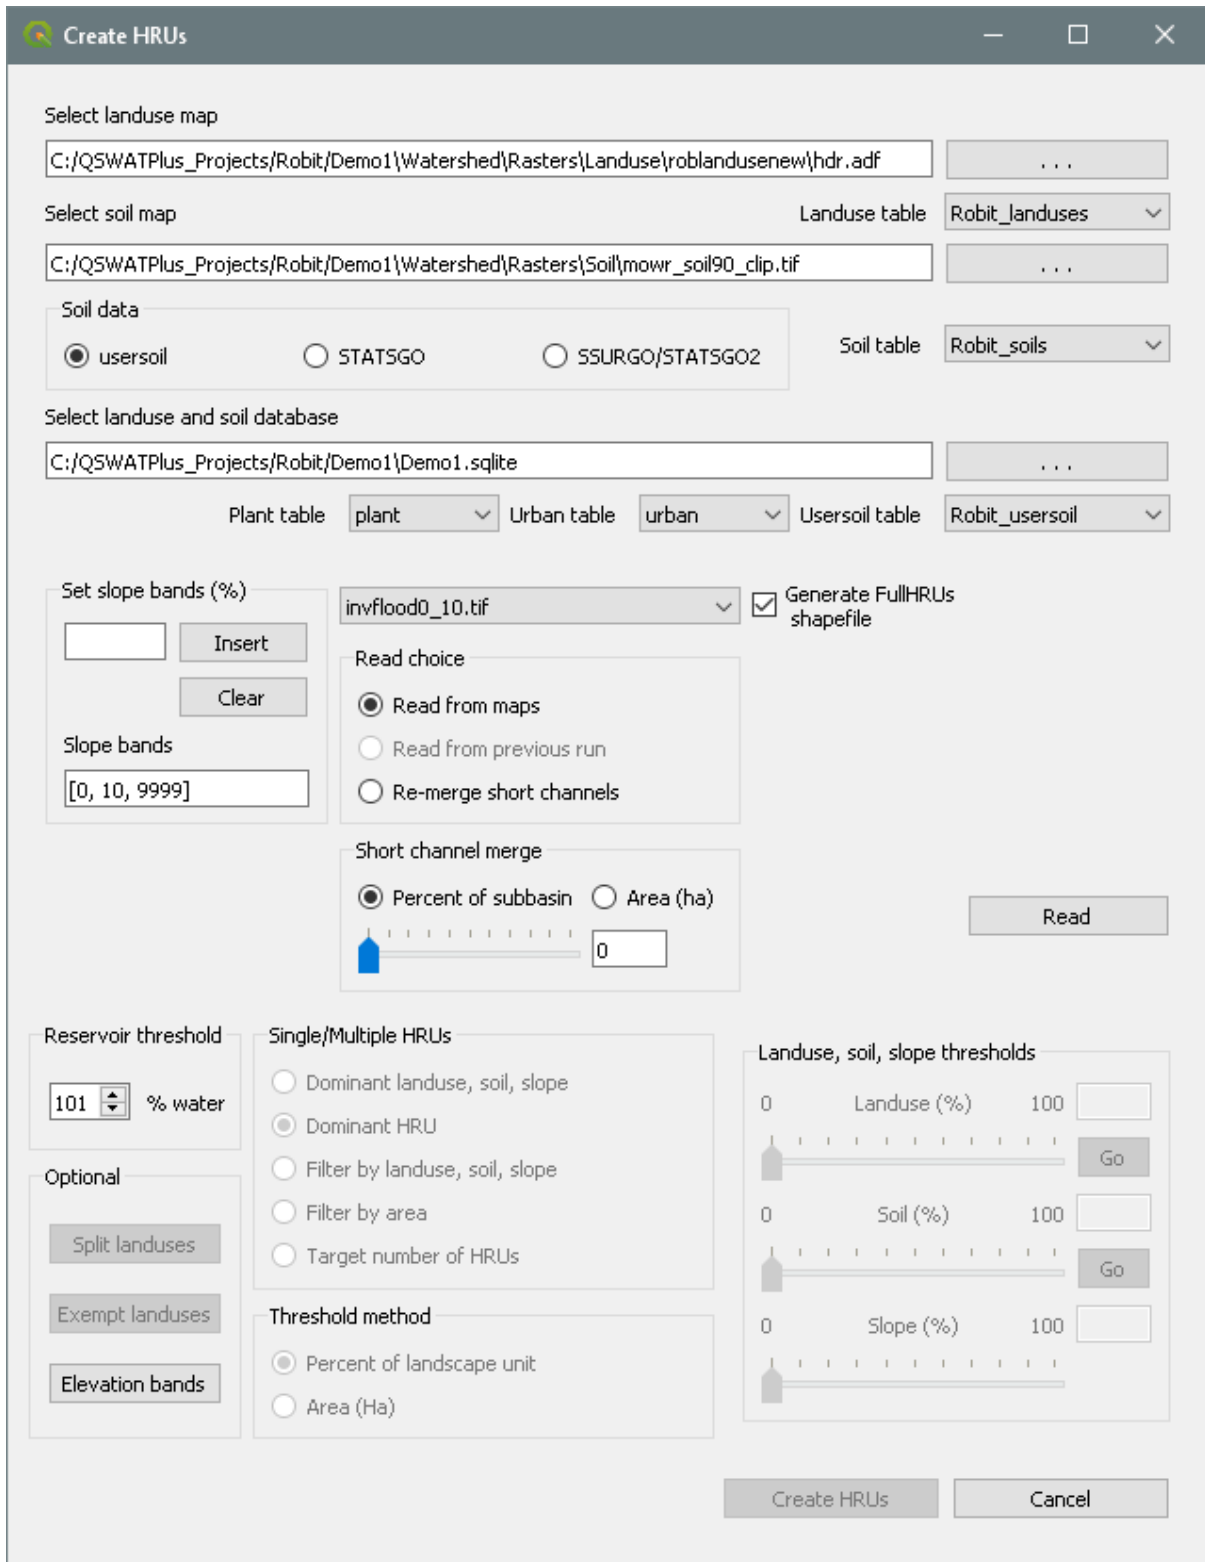 Create HRUs
Select landuse map
C:/QSWATPlus_Projects/Robit/Demo1\Watershed\Rasters\Landuse\roblandusenew\hdr.adf
. . .
Select soil map
Landuse table
Robit_landuses
C:/QSWATPlus_Projects/Robit/Demo1\Watershed\Rasters\Soil\mowr_soil90_clip.tif
. . .
Soil data
usersoil
STATSGO
SSURGO/STATSGO2
Soil table
Robit_soils
Select landuse and soil database
C:/QSWATPlus_Projects/Robit/Demo1\Demo1.sqlite
. . .
Plant table
plant
Urban table
urban
Usersoil table
Robit_usersoil
Set slope bands (%)
Insert
Clear
Slope bands
[0, 10, 9999]
invflood0_10.tif
Generate FullHRUs
shapefile
Read choice
Read from maps
Read from previous run
Re-merge short channels
Short channel merge
Percent of subbasin
Area (ha)
0
Read
Reservoir threshold
101
% water
Optional
Split landuses
Exempt landuses
Elevation bands
Single/Multiple HRUs
Dominant landuse, soil, slope
Dominant HRU
Filter by landuse, soil, slope
Filter by area
Target number of HRUs
Threshold method
Percent of landscape unit
Area (Ha)
Landuse, soil, slope thresholds
0 Landuse (%) 100
Go
0 Soil (%) 100
Go
0 Slope (%) 100
Create HRUs
Cancel